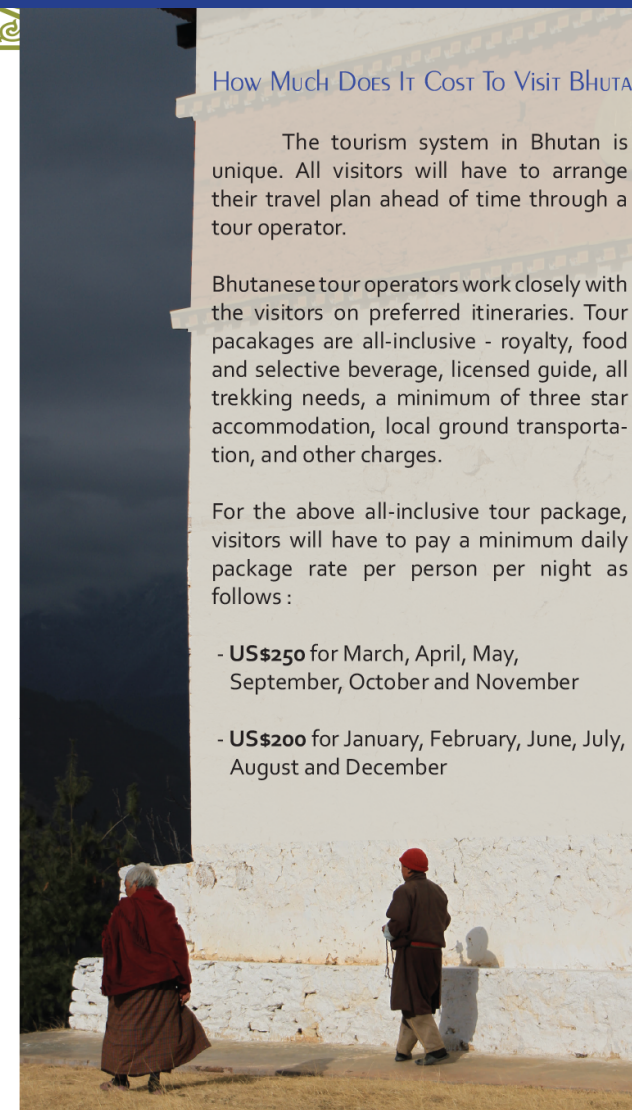 How Much Does It Cost To Visit Bhuta
The tourism system in Bhutan is
unique. All visitors will have to arrange
their travel plan ahead of time through a
tour operator.
Bhutanese tour operators work closely with
the visitors on preferred itineraries. Tour
pacakages are all-inclusive - royalty, food
and selective beverage, licensed guide, all
trekking needs, a minimum of three star
accommodation, local ground transporta-
tion, and other charges.
For the above all-inclusive tour package,
visitors will have to pay a minimum daily
package rate per person per night as
follows :
- US$250 for March, April, May,
September, October and November
- US$200 for January, February, June, July,
August and December